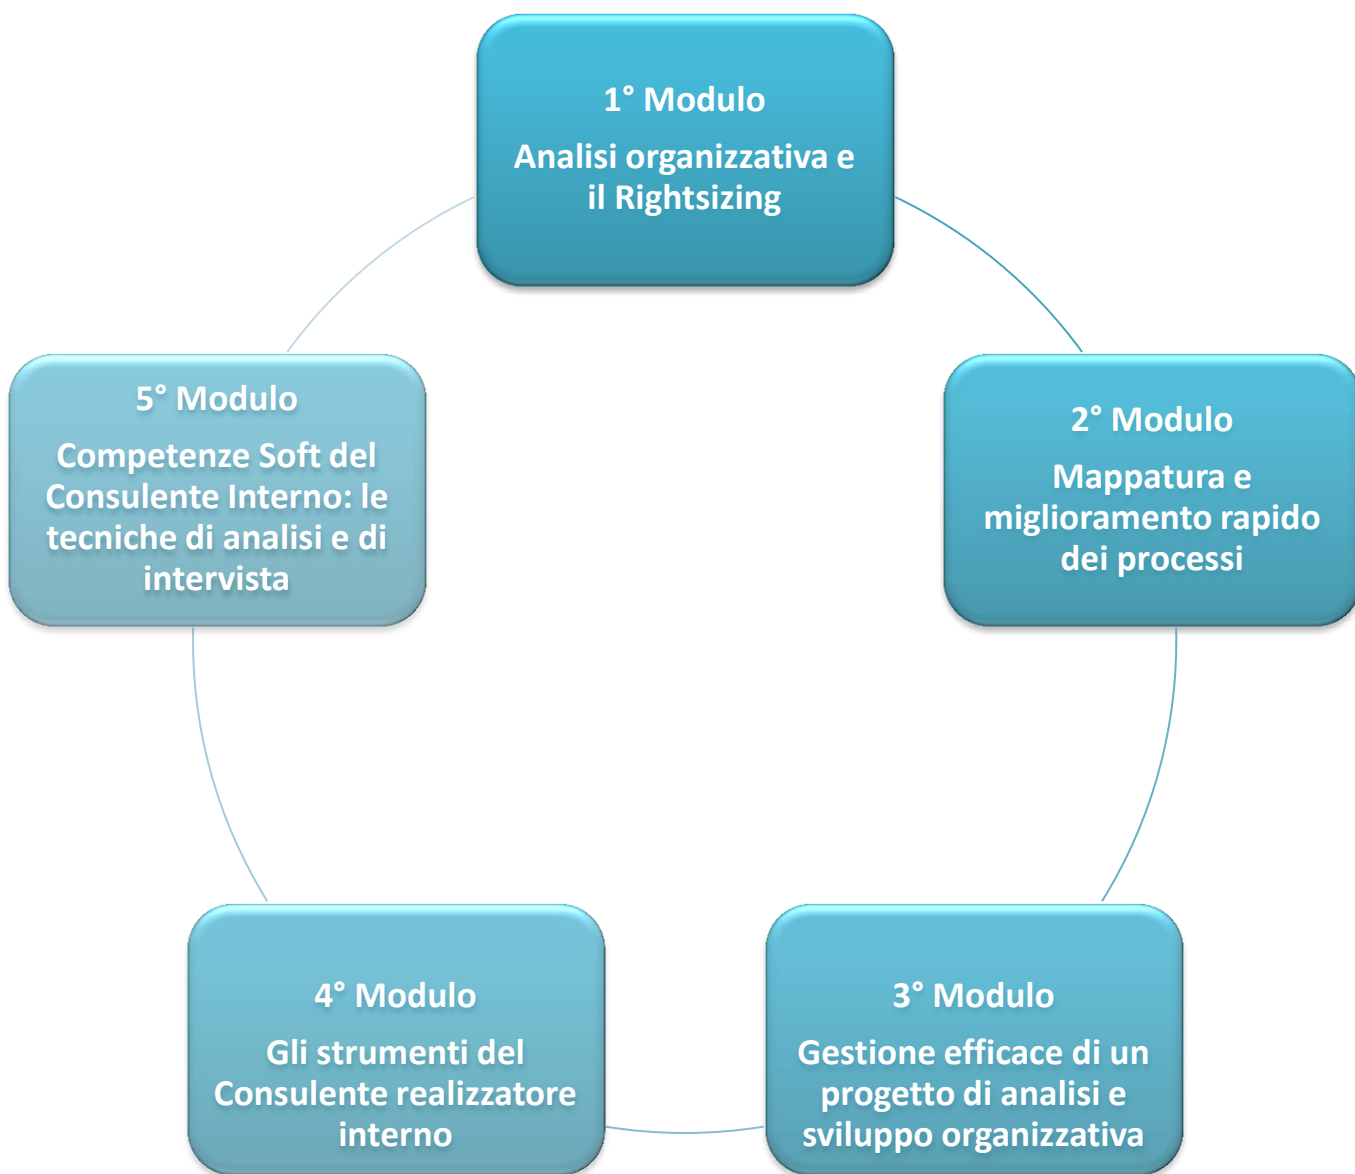 1° Modulo
Analisi organizzativa e
il Rightsizing
2° Modulo
Mappatura e
miglioramento rapido
dei processi
3° Modulo
Gestione efficace di un
progetto di analisi e
sviluppo organizzativa
4° Modulo
Gli strumenti del
Consulente realizzatore
interno
5° Modulo
Competenze Soft del
Consulente Interno: le
tecniche di analisi e di
intervista